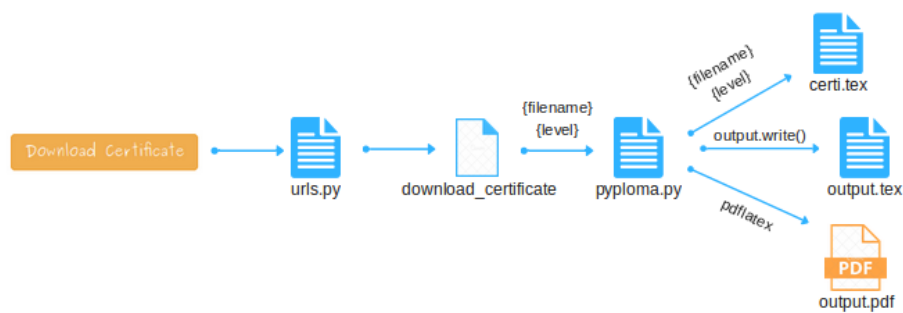 Download Certificate
urls.py
download_certificate
{filename}
{level}
pyploma.py
{filename}
{level}
certi.tex
output.write()
output.tex
pdflatex
PDF
output.pdf